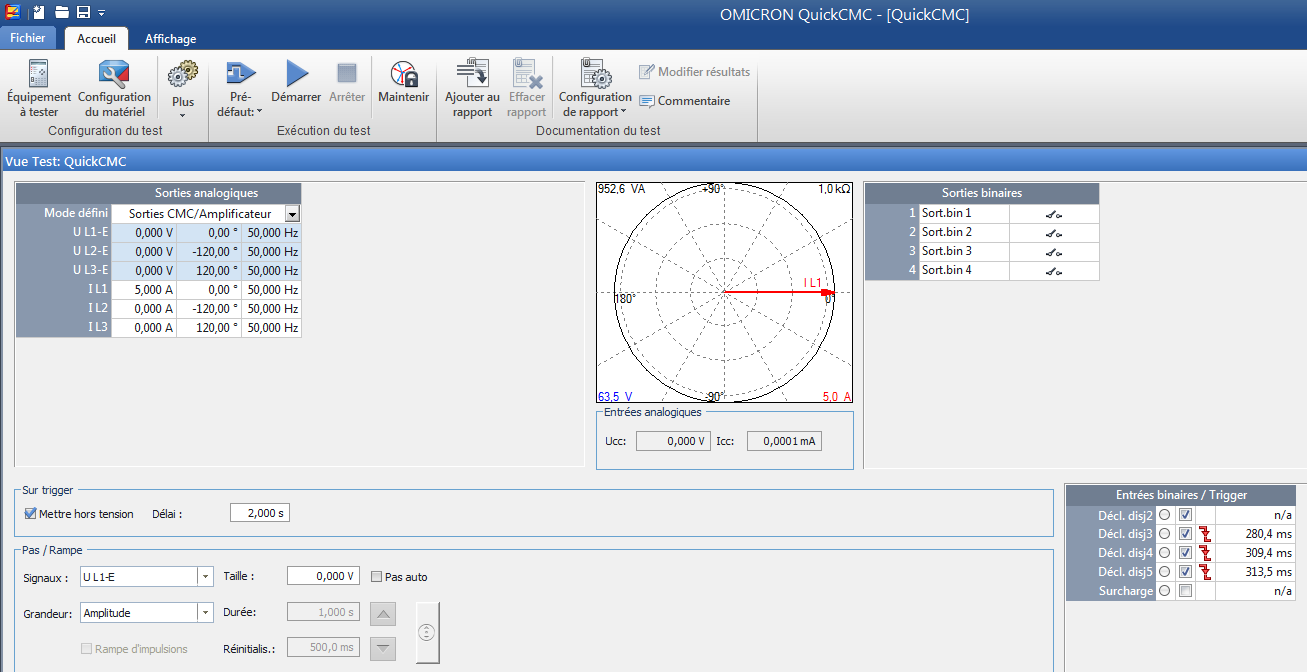 OMICRON QuickCMC - [QuickCMC]
Fichier Accueil Affichage
Équipement à tester
Configuration du matériel
Plus
Pré-défaut:
Démarrer
Arrêter
Maintenir
Ajouter au rapport
Effacer rapport
Configuration de rapport
Modifier résultats
Commentaire
Configuration du test
Exécution du test
Documentation du test
Vue Test: QuickCMC
Sorties analogiques
Mode défini Sorties CMC/Amplificateur
U L1-E 0,000 V 0,00 ° 50,000 Hz
U L2-E 0,000 V -120,00 ° 50,000 Hz
U L3-E 0,000 V 120,00 ° 50,000 Hz
I L1 5,000 A 0,00 ° 50,000 Hz
I L2 0,000 A -120,00 ° 50,000 Hz
I L3 0,000 A 120,00 ° 50,000 Hz
952,6 VA +90° 1,0 kΩ
I L1
180° 0°
63,5 V -90° 5,0 A
Entrées analogiques
Ucc: 0,000 V Icc: 0,0001 mA
Sorties binaires
1 Sort.bin 1
2 Sort.bin 2
3 Sort.bin 3
4 Sort.bin 4
Sur trigger
Mettre hors tension Délai : 2,000 s
Pas / Rampe
Signaux : U L1-E Taille : 0,000 V Pas auto
Grandeur: Amplitude Durée: 1,000 s
Rampe d'impulsions Réinitialis.: 500,0 ms
Entrées binaires / Trigger
Décl. disj2 n/a
Décl. disj3 280,4 ms
Décl. disj4 309,4 ms
Décl. disj5 313,5 ms
Surcharge n/a